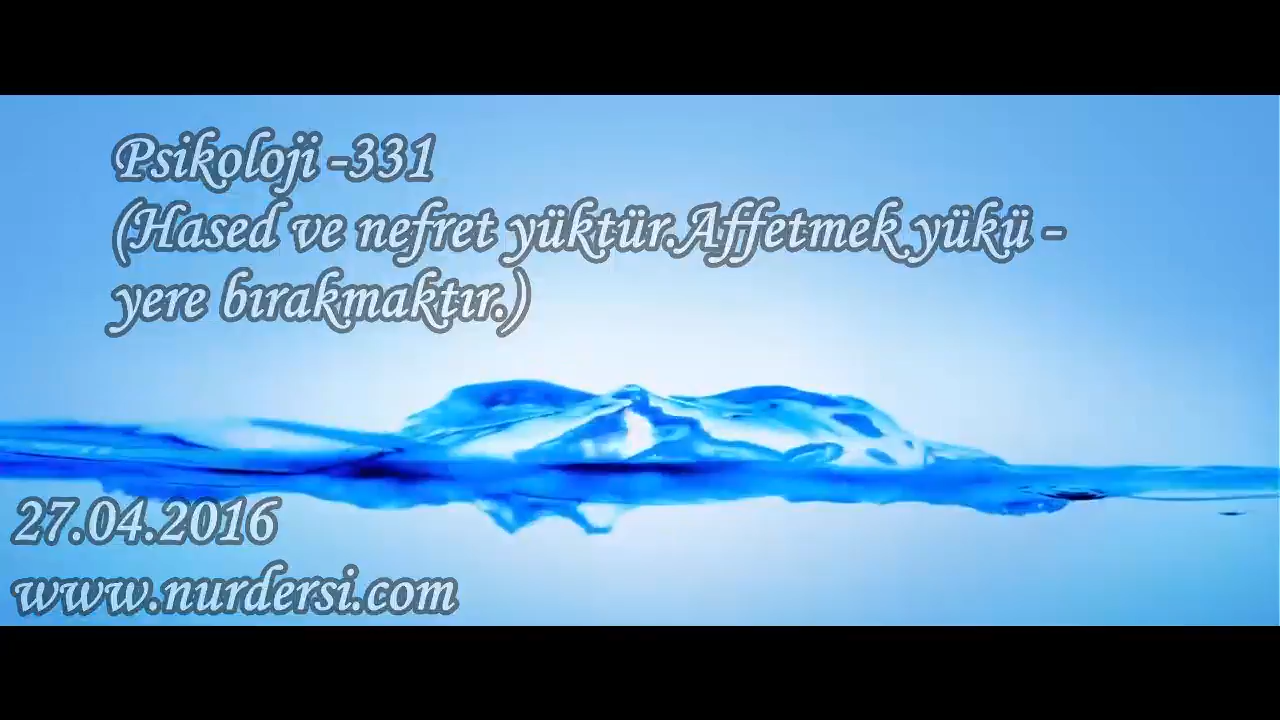 Psikoloji -331
(Hased ve nefret yüktür.Affetmek yükü -
yere bırakmaktır.)
27.04.2016
www.nurdersi.com